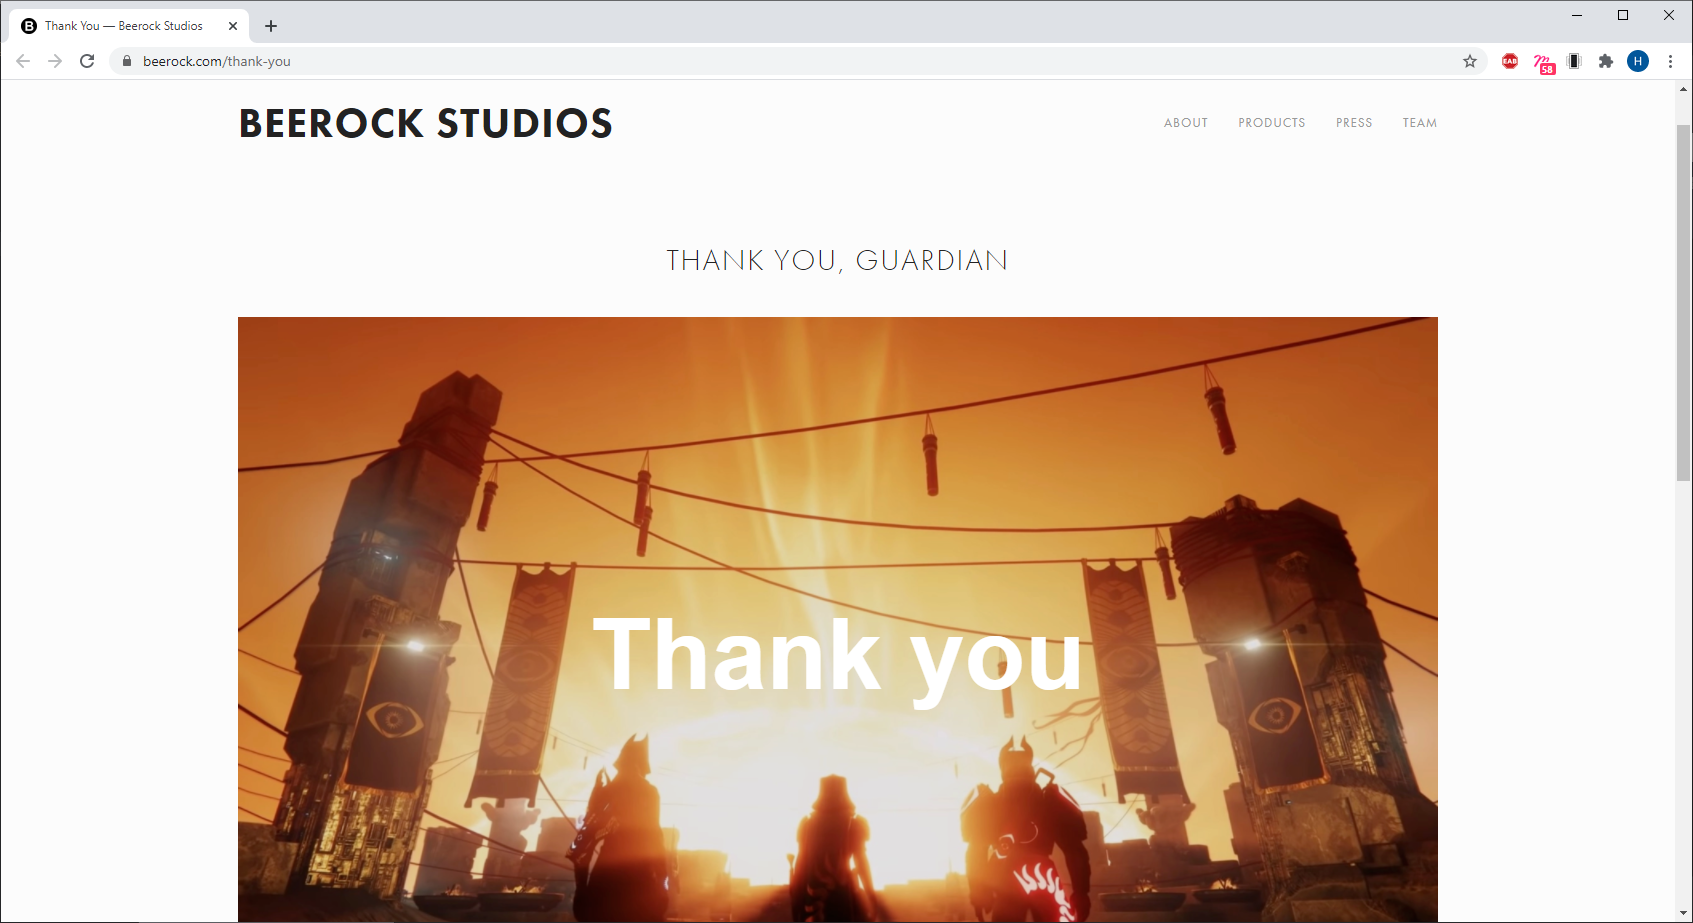 Thank You — Beerock Studios
beerock.com/thank-you
EAB
58
H
BEEROCK STUDIOS
ABOUT PRODUCTS PRESS TEAM
THANK YOU, GUARDIAN
Thank you